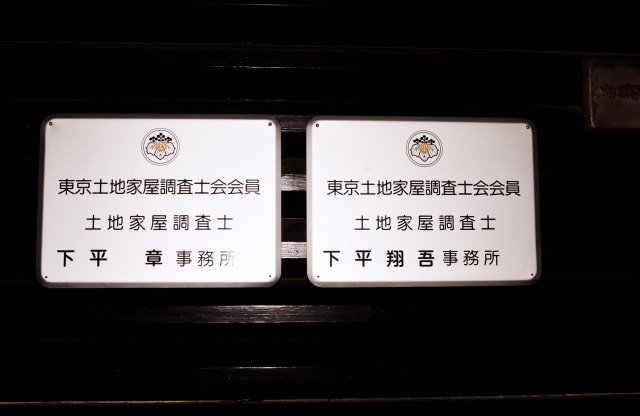 東京土地家屋調査士会会員
土地家屋調査士
下平 章 事務所
東京土地家屋調査士会会員
土地家屋調査士
下平翔吾事務所